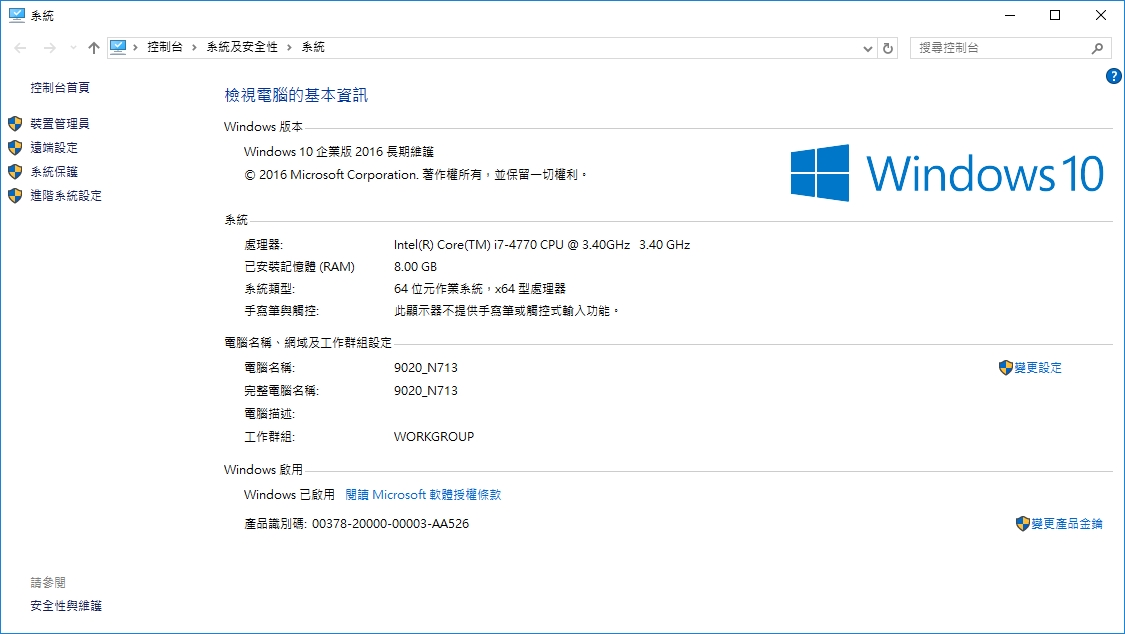 系統
控制台 系統及安全性 系統
搜尋控制台
控制台首頁
裝置管理員
遠端設定
系統保護
進階系統設定
檢視電腦的基本資訊
Windows 版本
Windows 10 企業版 2016 長期維護
© 2016 Microsoft Corporation. 著作權所有，並保留一切權利。
Windows 10
系統
處理器: Intel(R) Core(TM) i7-4770 CPU @ 3.40GHz 3.40 GHz
已安裝記憶體 (RAM) 8.00 GB
系統類型: 64 位元作業系統，x64 型處理器
手寫筆與觸控: 此顯示器不提供手寫筆或觸控式輸入功能。
電腦名稱、網域及工作群組設定
電腦名稱: 9020_N713 變更設定
完整電腦名稱: 9020_N713
電腦描述:
工作群組: WORKGROUP
Windows 啟用
Windows 已啟用 閱讀 Microsoft 軟體授權條款
產品識別碼: 00378-20000-00003-AA526 變更產品金鑰
請參閱
安全性與維護